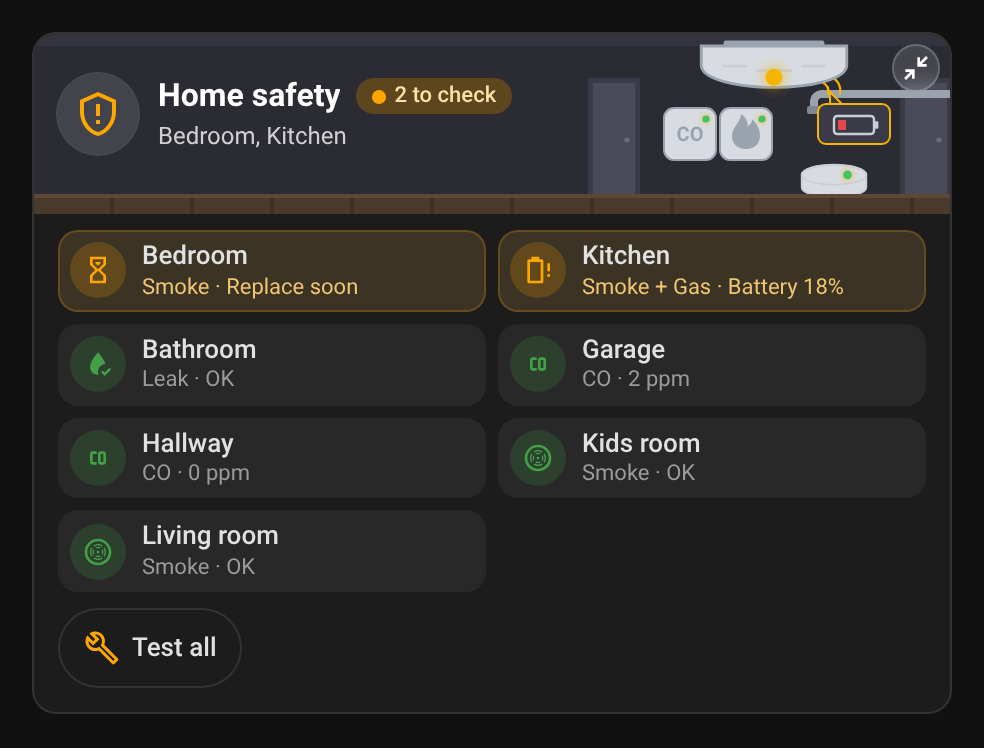 Home safety
2 to check
Bedroom, Kitchen
CO
Bedroom
Smoke · Replace soon
Kitchen
Smoke + Gas · Battery 18%
Bathroom
Leak · OK
Garage
CO
CO · 2 ppm
Hallway
CO
CO · 0 ppm
Kids room
Smoke · OK
Living room
Smoke · OK
Test all